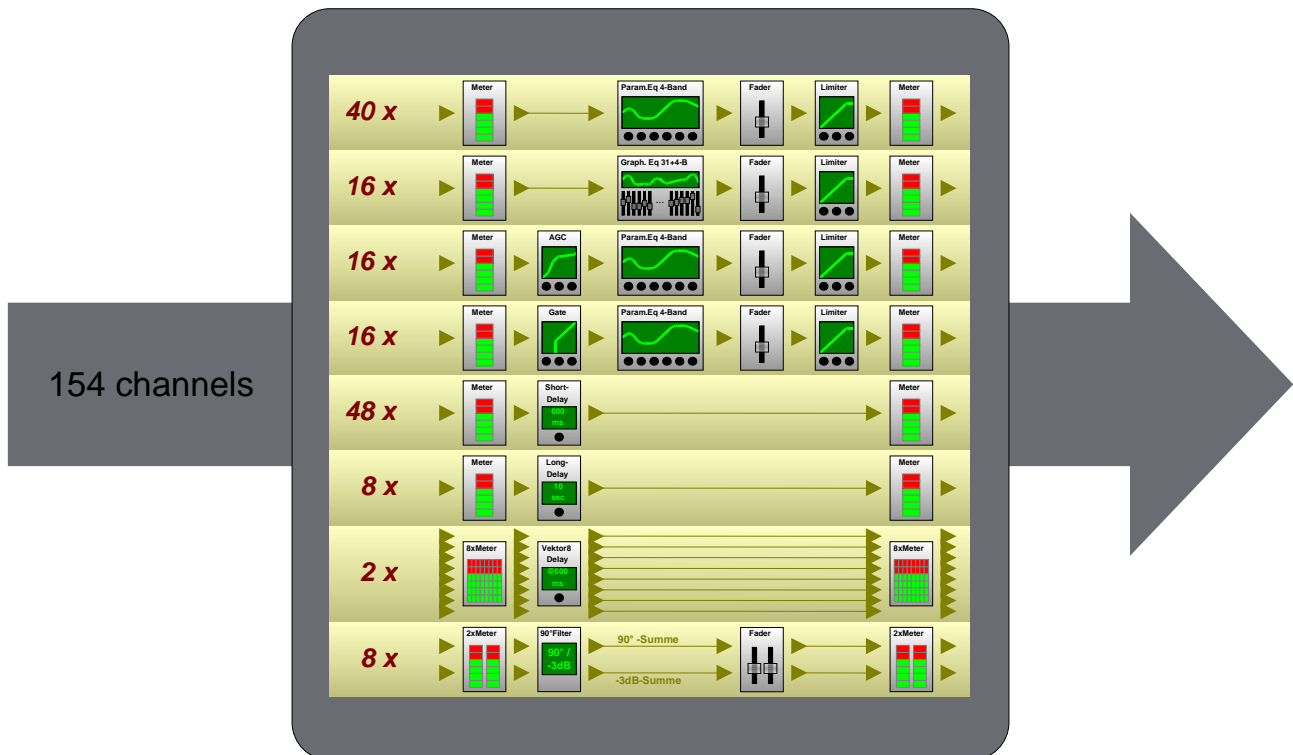 154 channels
40 x
Meter
Param.Eq 4-Band
Fader
Limiter
Meter
16 x
Meter
Graph. Eq 31+4-B
...
Fader
Limiter
Meter
16 x
Meter
AGC
Param.Eq 4-Band
Fader
Limiter
Meter
16 x
Meter
Gate
Param.Eq 4-Band
Fader
Limiter
Meter
48 x
Meter
Short-
Delay
600
ms
Meter
8 x
Meter
Long-
Delay
10
sec
Meter
2 x
8xMeter
Vektor8
Delay
@600
ms
8xMeter
8 x
2xMeter
90°Filter
90° /
-3dB
90° -Summe
-3dB-Summe
Fader
2xMeter